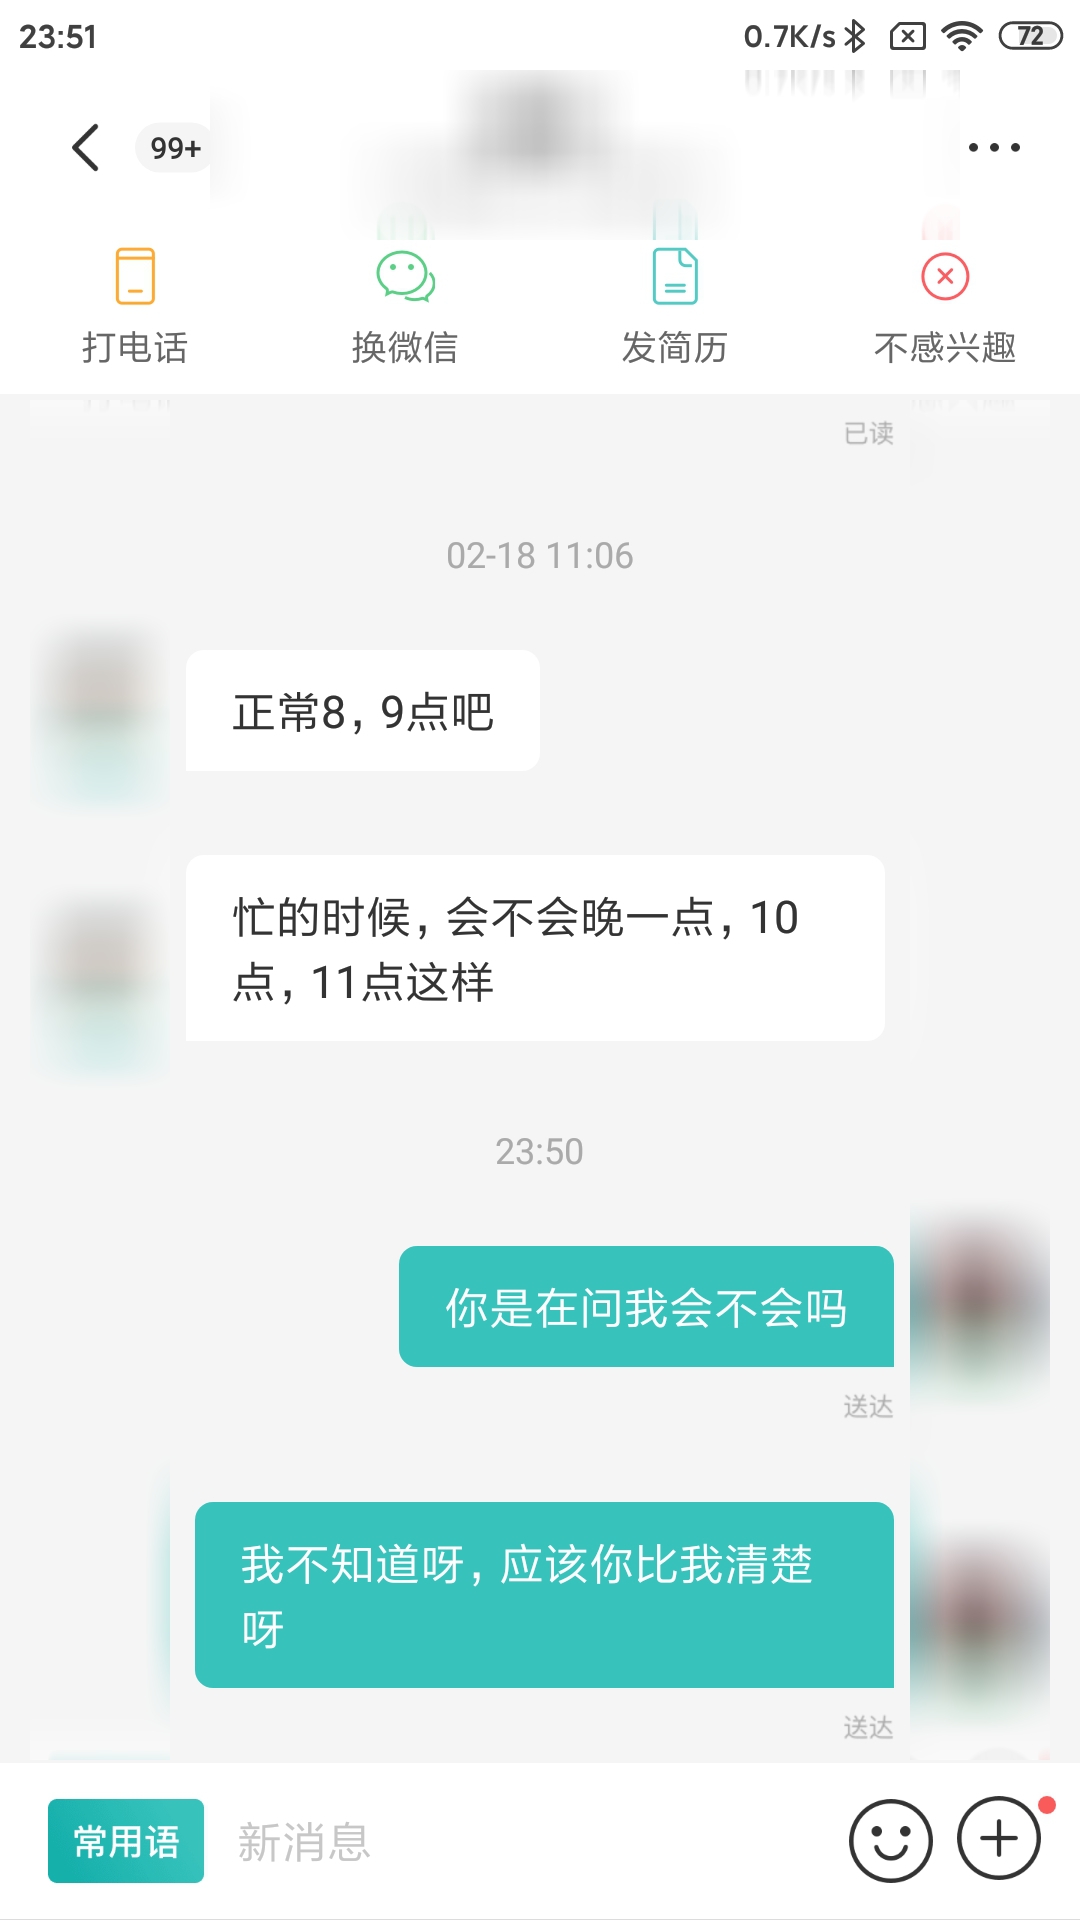 23:51
0.7K/s
72
99+
打电话
换微信
发简历
不感兴趣
已读
02-18 11:06
正常8，9点吧
忙的时候，会不会晚一点，10
点，11点这样
23:50
你是在问我会不会吗
送达
我不知道呀，应该你比我清楚
呀
送达
常用语
新消息